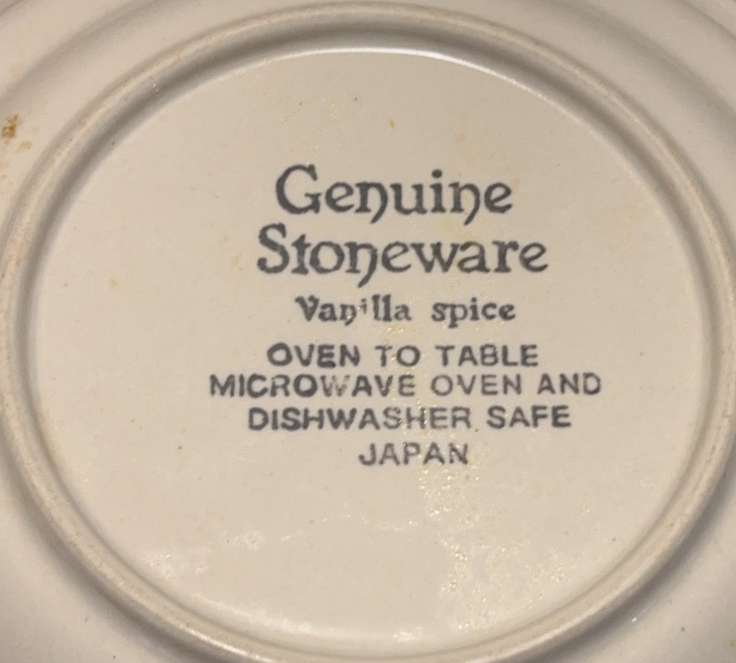 Genuine
Stoneware
Vanilla spice
OVEN TO TABLE
MICROWAVE OVEN AND
DISHWASHER SAFE
JAPAN